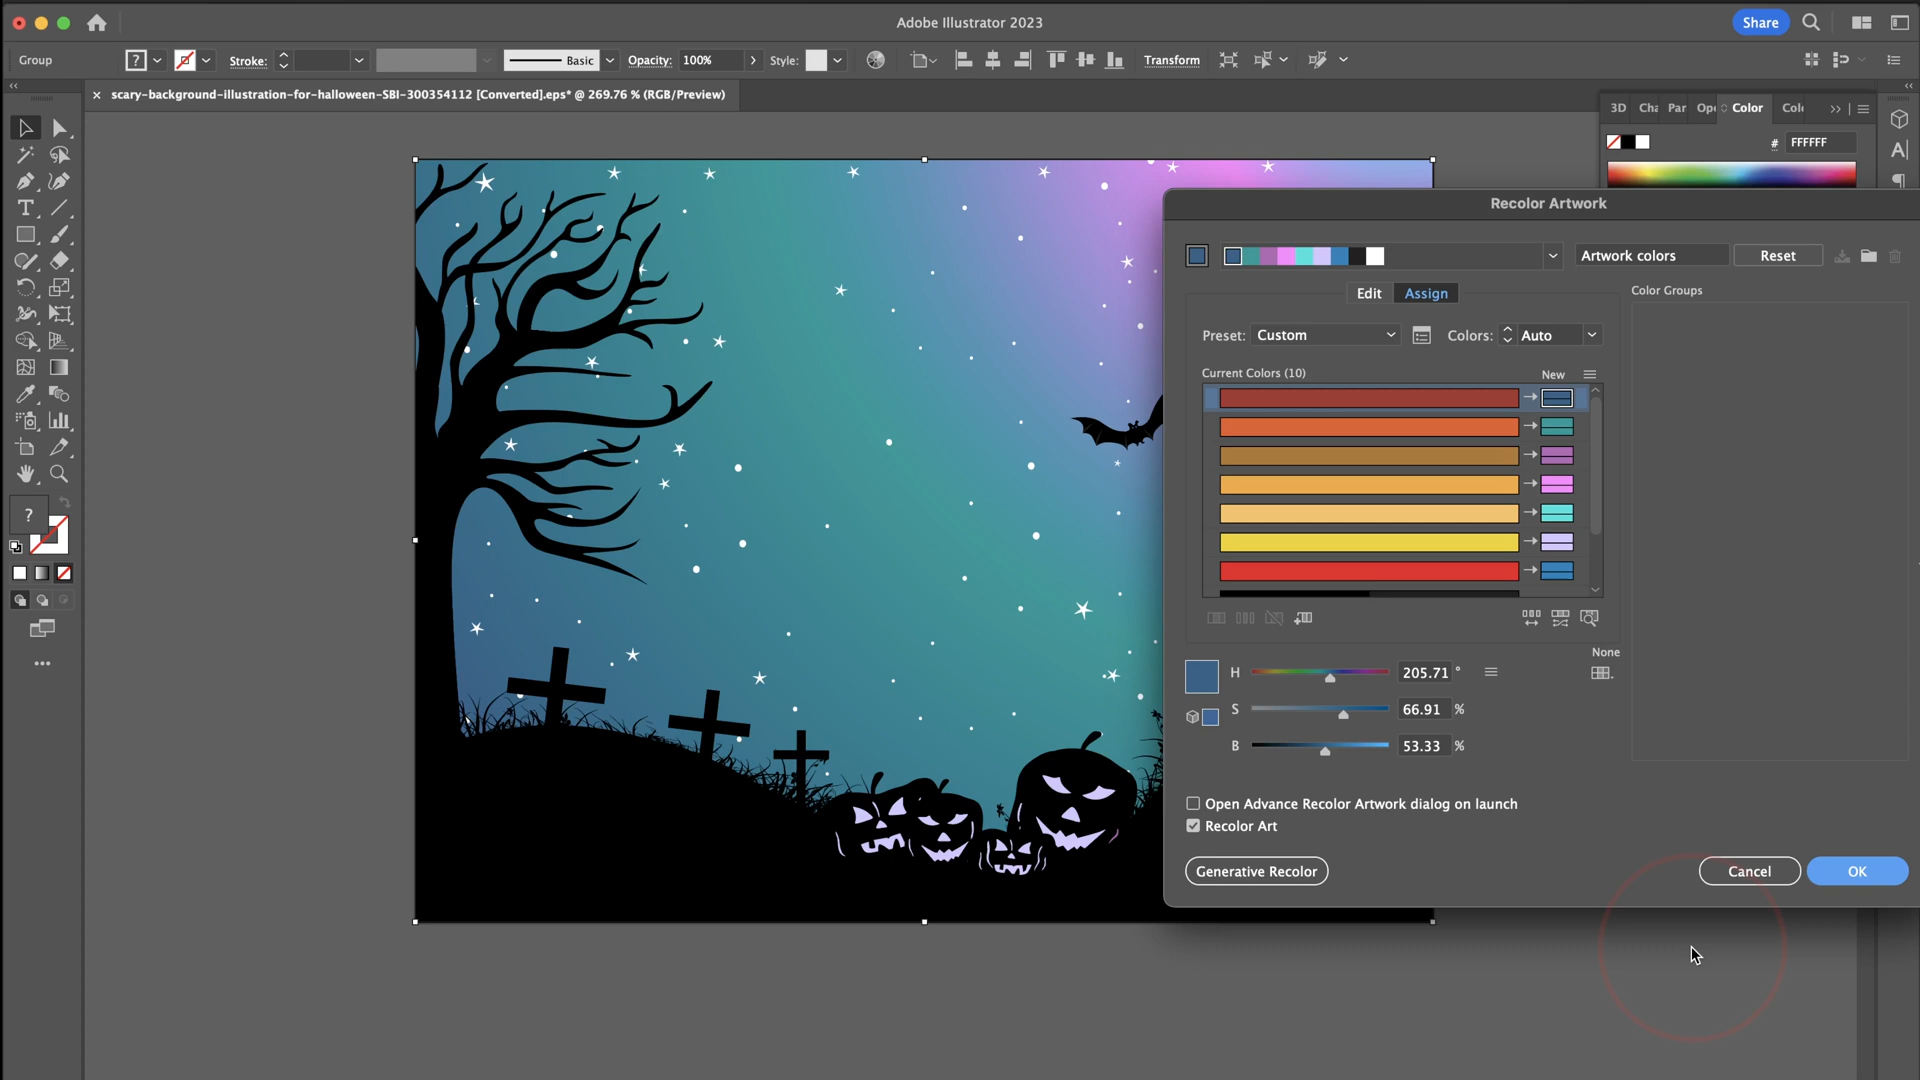 Adobe Illustrator 2023
Share
Group
?
Stroke:
Basic
Opacity:
100%
Style:
Transform
× scary-background-illustration-for-halloween-SBI-300354112 [Converted].eps* @ 269.76 % (RGB/Preview)
3D
Cha
Par
Ope
Color
Col
# FFFFFF
Recolor Artwork
Artwork colors
Reset
Edit
Assign
Color Groups
Preset: Custom
Colors: Auto
Current Colors (10)
New
None
H 205.71 °
S 66.91 %
B 53.33 %
Open Advance Recolor Artwork dialog on launch
Recolor Art
Generative Recolor
Cancel
OK
?